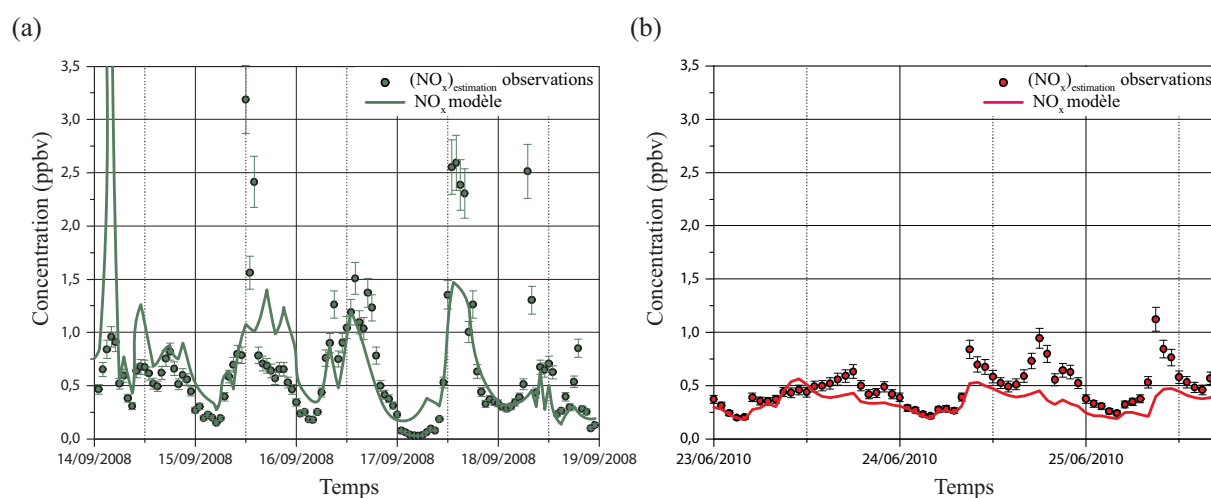 (a)
(b)
3,5
3,0
2,5
2,0
1,5
1,0
0,5
0,0
Concentration (ppbv)
(NOx)estimation observations
NOx modèle
14/09/2008 15/09/2008 16/09/2008 17/09/2008 18/09/2008 19/09/2008
Temps
3,5
3,0
2,5
2,0
1,5
1,0
0,5
0,0
Concentration (ppbv)
(NOx)estimation observations
NOx modèle
23/06/2010 24/06/2010 25/06/2010
Temps